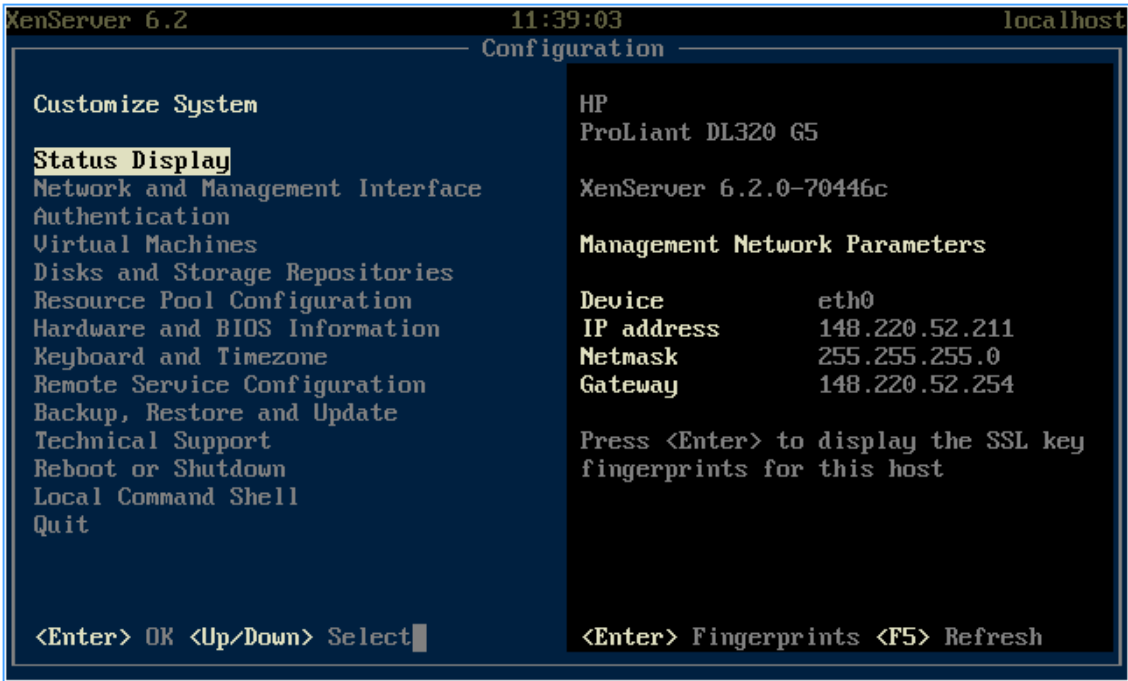 XenServer 6.2 11:39:03 localhost
Configuration
Customize System
Status Display
Network and Management Interface
Authentication
Virtual Machines
Disks and Storage Repositories
Resource Pool Configuration
Hardware and BIOS Information
Keyboard and Timezone
Remote Service Configuration
Backup, Restore and Update
Technical Support
Reboot or Shutdown
Local Command Shell
Quit
<Enter> OK <Up/Down> Select
HP
ProLiant DL320 G5
XenServer 6.2.0-70446c
Management Network Parameters
Device eth0
IP address 148.220.52.211
Netmask 255.255.255.0
Gateway 148.220.52.254
Press <Enter> to display the SSL key
fingerprints for this host
<Enter> Fingerprints <F5> Refresh